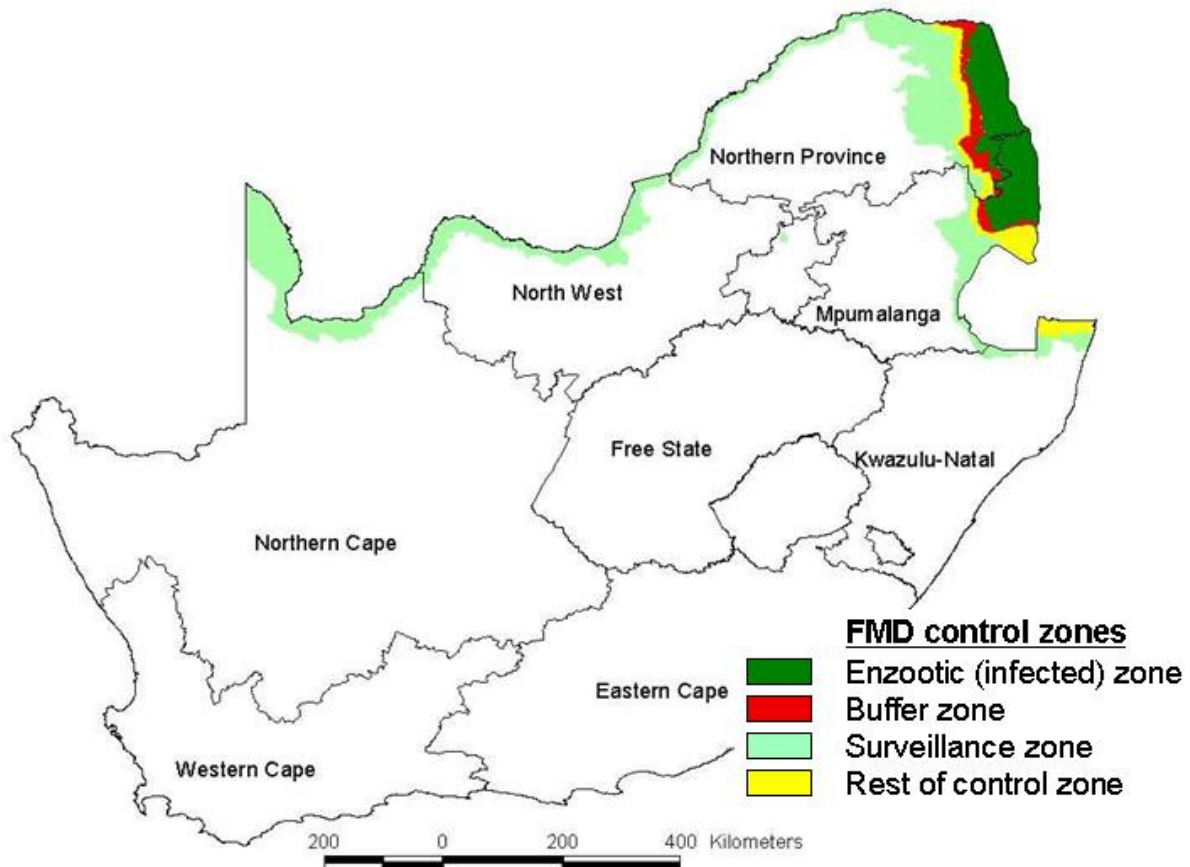 Northern Province
North West
Mpumalanga
Free State
Kwazulu-Natal
Northern Cape
Eastern Cape
Western Cape
FMD control zones
Enzootic (infected) zone
Buffer zone
Surveillance zone
Rest of control zone
200 0 200 400 Kilometers